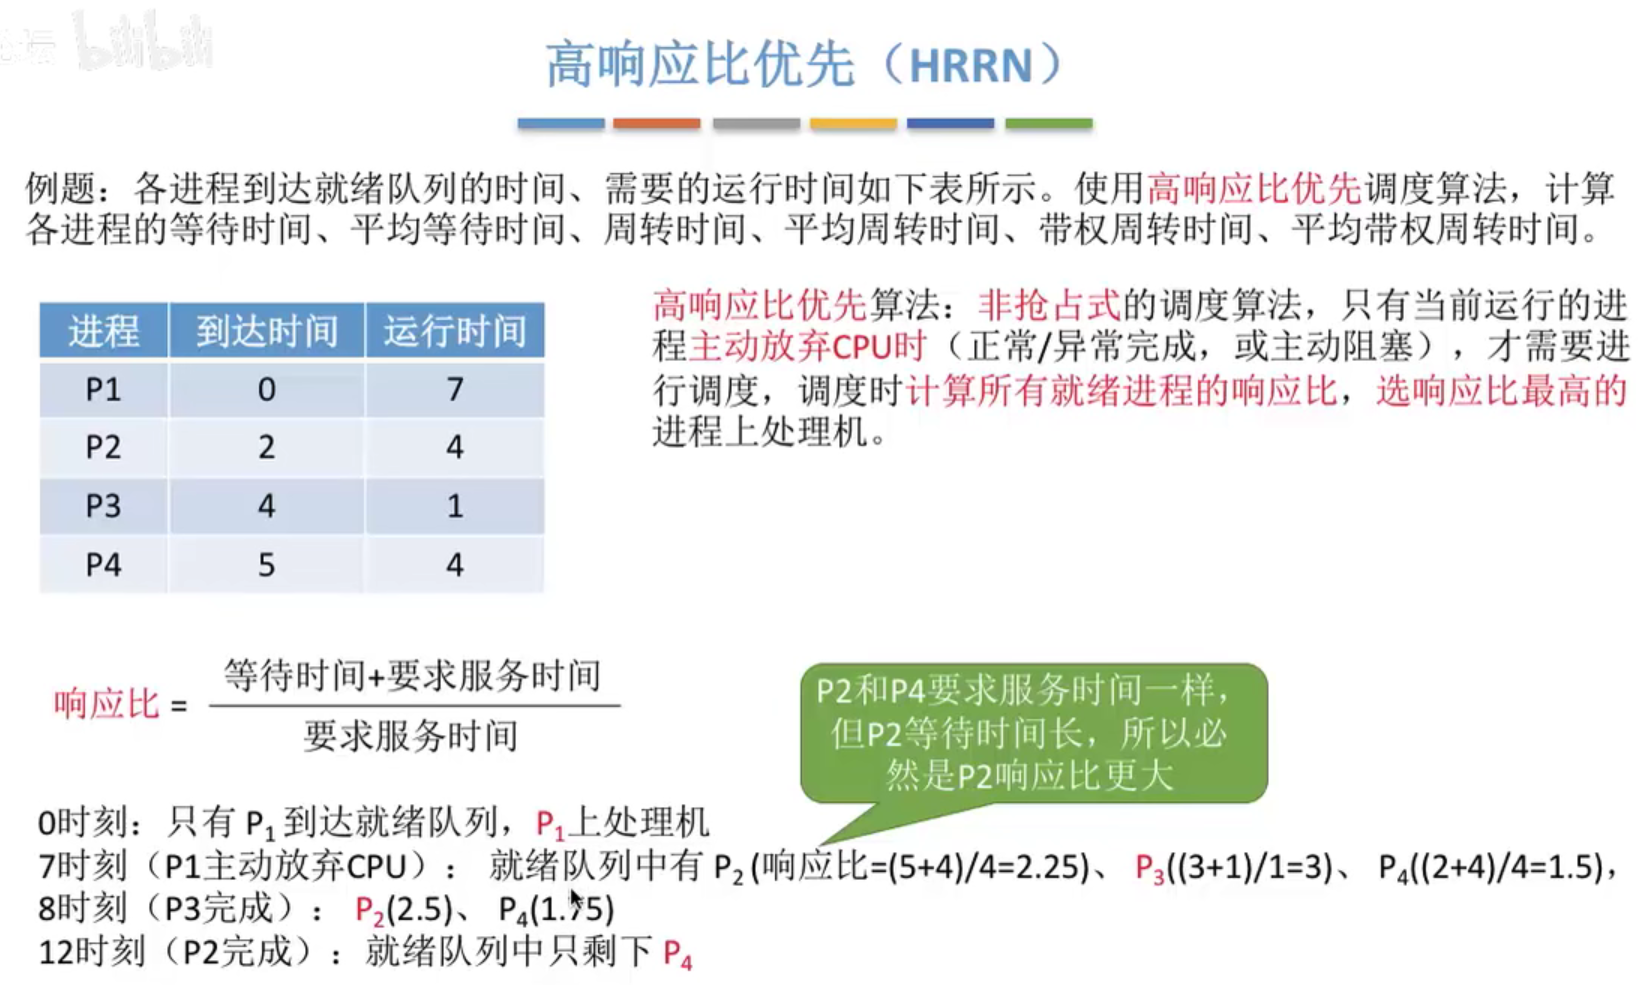 bilibili
高响应比优先（HRRN）
例题：各进程到达就绪队列的时间、需要的运行时间如下表所示。使用高响应比优先调度算法，计算
各进程的等待时间、平均等待时间、周转时间、平均周转时间、带权周转时间、平均带权周转时间。
进程 到达时间 运行时间
P1 0 7
P2 2 4
P3 4 1
P4 5 4
高响应比优先算法：非抢占式的调度算法，只有当前运行的进
程主动放弃CPU时（正常/异常完成，或主动阻塞），才需要进
行调度，调度时计算所有就绪进程的响应比，选响应比最高的
进程上处理机。
响应比 =
等待时间+要求服务时间
要求服务时间
P2和P4要求服务时间一样，
但P2等待时间长，所以必
然是P2响应比更大
0时刻：只有 P1 到达就绪队列，P1上处理机
7时刻（P1主动放弃CPU）： 就绪队列中有 P2 (响应比=(5+4)/4=2.25)、 P3((3+1)/1=3)、 P4((2+4)/4=1.5)，
8时刻（P3完成）： P2(2.5)、 P4(1.75)
12时刻（P2完成）：就绪队列中只剩下 P4